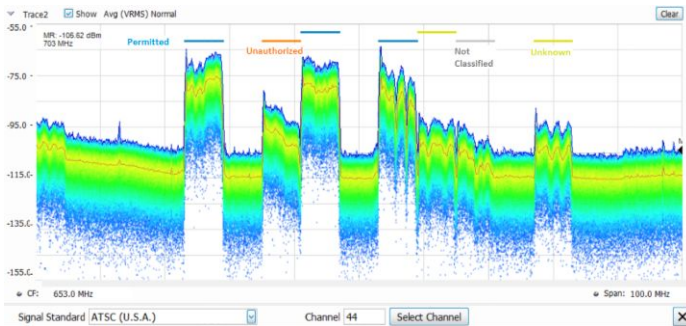 Trace2 Show Avg (VRMS) Normal Clear
-55.0
MR: -106.62 dBm
703 MHz
Permitted
Unauthorized
Not
Classified
Unknown
-75.0
-95.0
-115.0
-135.0
-155.0
CF: 653.0 MHz Span: 100.0 MHz
Signal Standard ATSC (U.S.A.) Channel 44 Select Channel